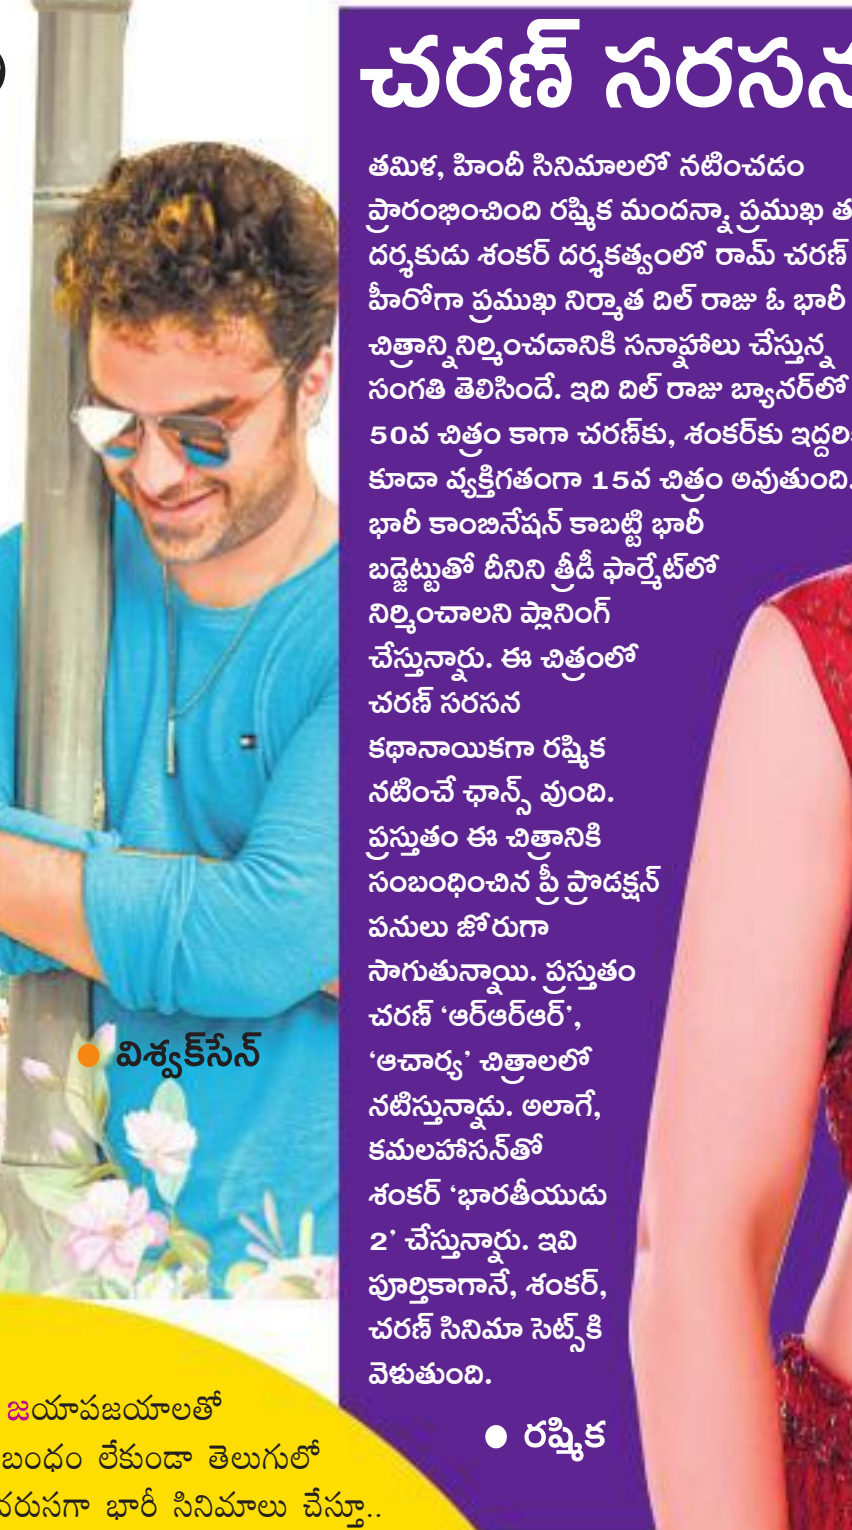 చరణ్ సరసన
తమిళ, హిందీ సినిమాలలో నటించడం
ప్రారంభించింది రష్మిక మందన్నా. ప్రముఖ
దర్శకుడు శంకర్ దర్శకత్వంలో రామ్ చరణ్
హీరోగా ప్రముఖ నిర్మాత దిల్ రాజు ఓ భారీ
చిత్రాన్నినిర్మించడానికి సన్నాహాలు చేస్తున్న
సంగతి తెలిసిందే. ఇది దిల్ రాజు బ్యానర్‌లో
50వ చిత్రం కాగా చరణ్‌కు, శంకర్‌కు
కూడా వ్యక్తిగతంగా 15వ చిత్రం అవుతుంది.
భారీ కాంబినేషన్ కాబట్టి భారీ
బడ్జెట్టుతో దీనిని త్రీడీ ఫార్మేట్‌లో
నిర్మించాలని ప్లానింగ్
చేస్తునార్రు. ఈ చిత్రంలో
చరణ్ సరసన
కథానాయికగా రష్మిక
నటించే ఛాన్స్ వుంది.
ప్రస్తుతం ఈ చిత్రానికి
సంబంధించిన ప్రీ ప్రొడక్షన్
పనులు జోరుగా
సాగుతున్నాయి. ప్రస్తుతం
చరణ్ ‘ఆర్ఆర్ఆర్’,
‘ఆచార్య’ చిత్రాలలో
నటిస్తున్నాడు. అలాగే,
కమలహాసన్‌తో
శంకర్ ‘భారతీయుడు
2’ చేస్తునార్రు. ఇవి
పూర్తికాగానే, శంకర్,
చరణ్ సినిమా సెట్స్‌కి
వెళుతుంది.
● రష్మిక
● విశ్వక్‌సేన్
జయాపజయాలతో
బంధం లేకుండా తెలుగులో
వరుసగా భారీ సినిమాలు చేస్తూ..